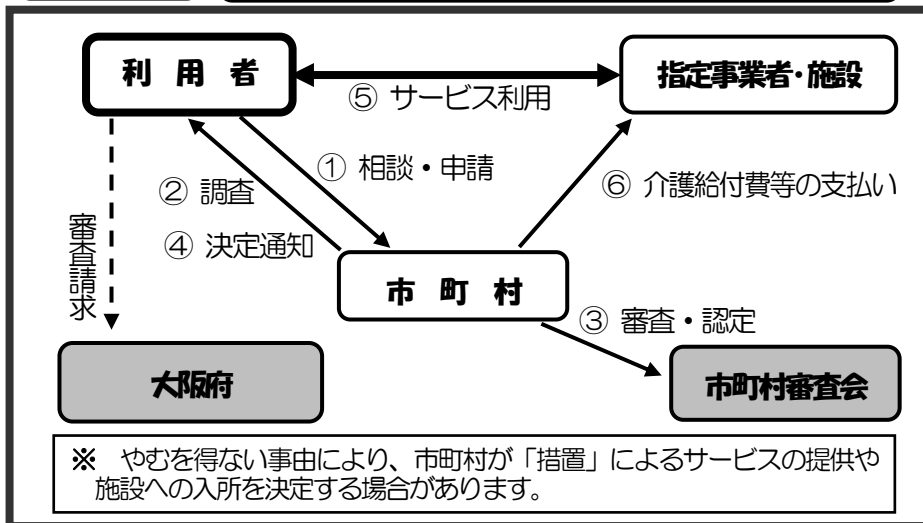 利用者
指定事業者・施設
⑤ サービス利用
① 相談・申請
② 調査
⑥ 介護給付費等の支払い
④ 決定通知
審査請求
市町村
③ 審査・認定
大阪府
市町村審査会
※ やむを得ない事由により、市町村が「措置」によるサービスの提供や
施設への入所を決定する場合があります。